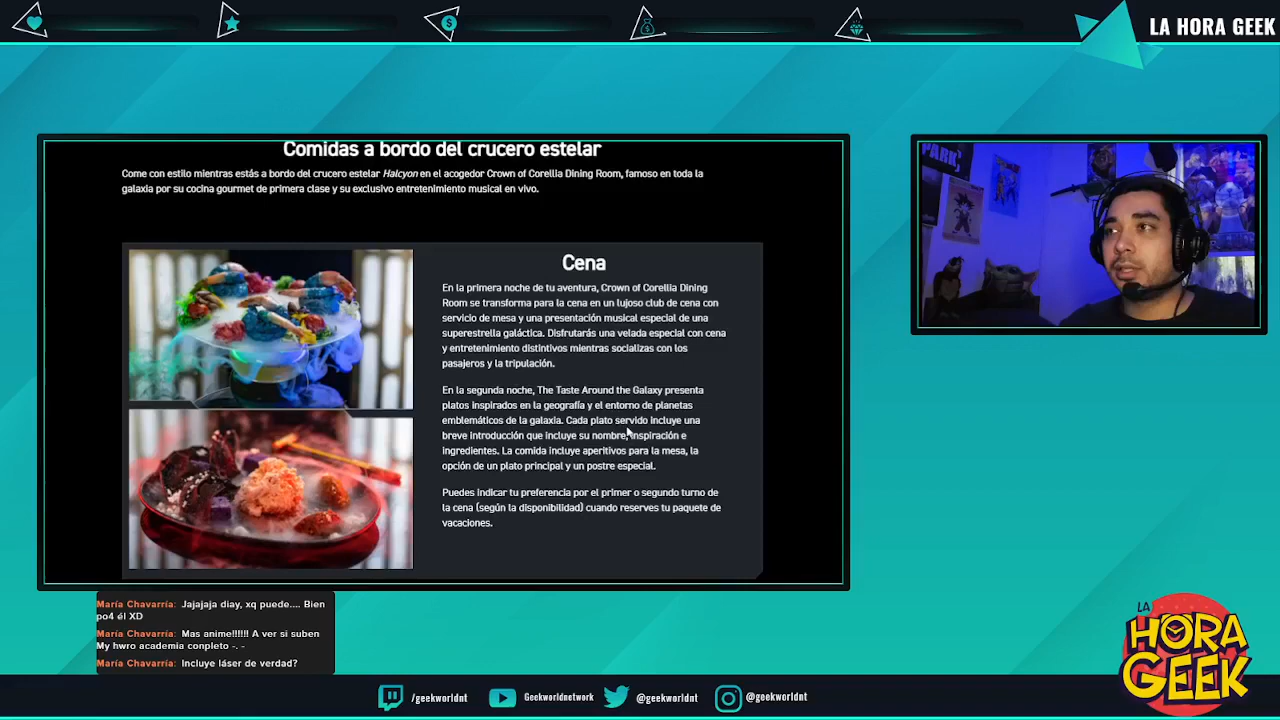 LA HORA GEEK
Comidas a bordo del crucero estelar
Come con estilo mientras estás a bordo del crucero estelar Halcyon en el acogedor Crown of Corellia Dining Room, famoso en toda la
galaxia por su cocina gourmet de primera clase y su exclusivo entretenimiento musical en vivo.
PARK
Cena
En la primera noche de tu aventura, Crown of Corellia Dining
Room se transforma para la cena en un lujoso club de cena con
servicio de mesa y una presentación musical especial de una
superestrella galáctica. Disfrutarás una velada especial con cena
y entretenimiento distintivos mientras socializas con los
pasajeros y la tripulación.
En la segunda noche, The Taste Around the Galaxy presenta
platos inspirados en la geografía y el entorno de planetas
emblemáticos de la galaxia. Cada plato servido incluye una
breve introducción que incluye su nombre, inspiración e
ingredientes. La comida incluye aperitivos para la mesa, la
opción de un plato principal y un postre especial.
Puedes indicar tu preferencia por el primer o segundo turno de
la cena (según la disponibilidad) cuando reserves tu paquete de
vacaciones.
María Chavarría: Jajajaja diay, xq puede.... Bien
po4 él XD
María Chavarría: Mas anime!!!!!! A ver si suben
My hwro academia conpleto -. -
María Chavarría: Incluye láser de verdad?
LA
HORA
GEEK
/geekworldnt
Geekworldnetwork
@geekworldnt
@geekworldnt